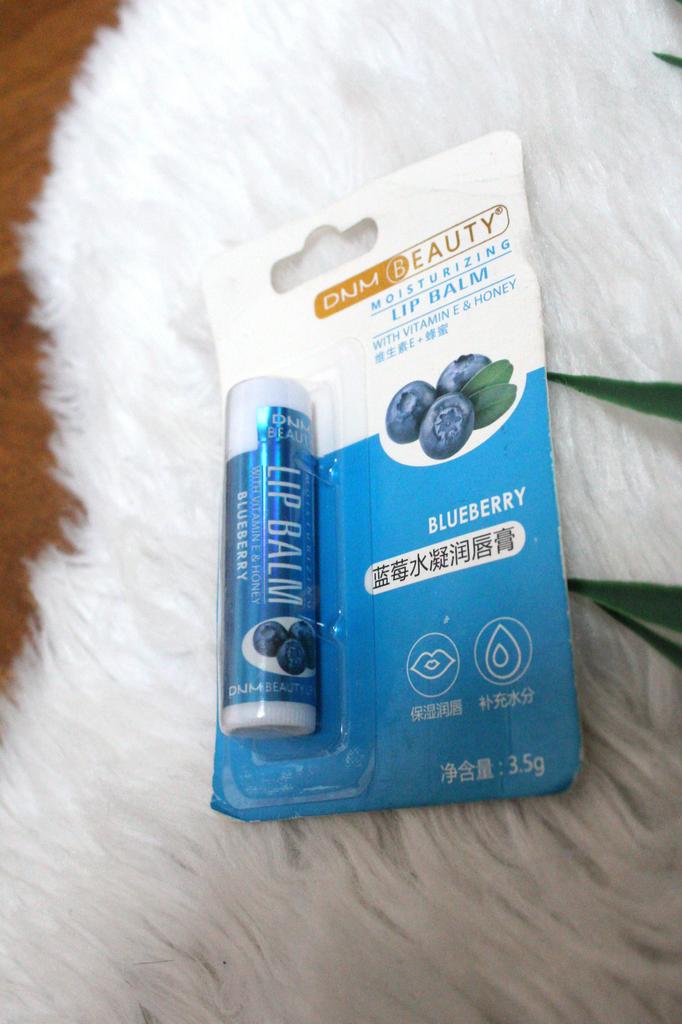 DNM BEAUTY®
MOISTURIZING
LIP BALM
WITH VITAMIN E & HONEY
维生素E+蜂蜜
BLUEBERRY
蓝莓水凝润唇膏
保湿润唇
补充水分
净含量:3.5g
DNM
BEAUTY
LIP BALM
WITH VITAMIN E & HONEY
BLUEBERRY
DNM BEAUTY